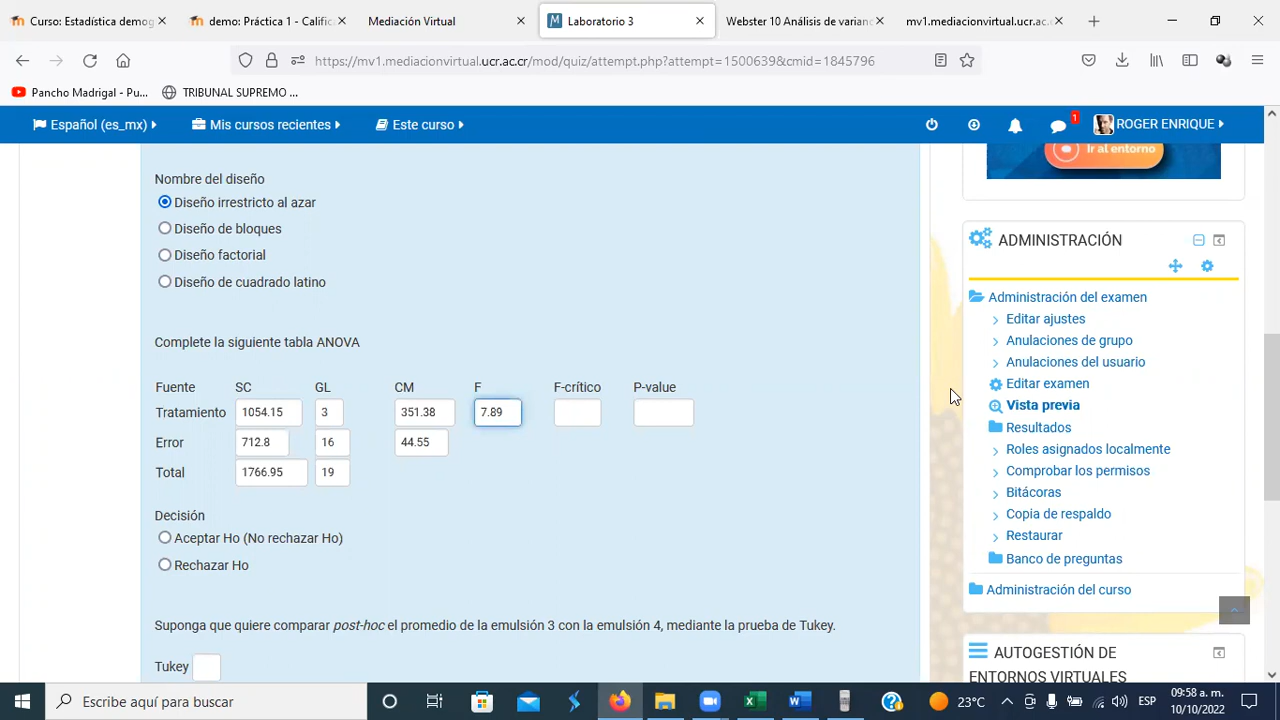 Curso: Estadística demog
demo: Práctica 1 - Califica
Mediación Virtual
Laboratorio 3
Webster 10 Análisis de varian
mv1.mediacionvirtual.ucr.ac.c
https://mv1.mediacionvirtual.ucr.ac.cr/mod/quiz/attempt.php?attempt=1500639&cmid=1845796
Pancho Madrigal - Pu...
TRIBUNAL SUPREMO ...
Español (es_mx)
Mis cursos recientes
Este curso
1
ROGER ENRIQUE
Nombre del diseño
Diseño irrestricto al azar
Diseño de bloques
Diseño factorial
Diseño de cuadrado latino
Complete la siguiente tabla ANOVA
Fuente SC GL CM F F-crítico P-value
Tratamiento 1054.15 3 351.38 7.89
Error 712.8 16 44.55
Total 1766.95 19
Decisión
Aceptar Ho (No rechazar Ho)
Rechazar Ho
Suponga que quiere comparar post-hoc el promedio de la emulsión 3 con la emulsión 4, mediante la prueba de Tukey.
Tukey
Ir al entorno
ADMINISTRACIÓN
Administración del examen
Editar ajustes
Anulaciones de grupo
Anulaciones del usuario
Editar examen
Vista previa
Resultados
Roles asignados localmente
Comprobar los permisos
Bitácoras
Copia de respaldo
Restaurar
Banco de preguntas
Administración del curso
AUTOGESTIÓN DE
ENTORNOS VIRTUALES
Escribe aquí para buscar
23°C
ESP
09:58 a. m.
10/10/2022